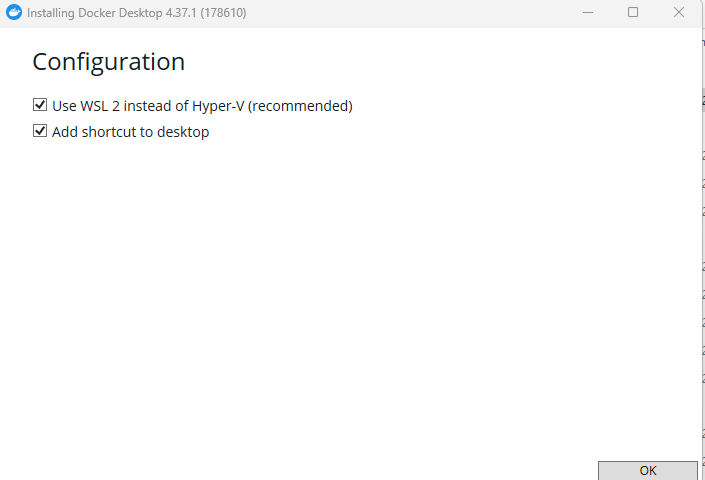 Installing Docker Desktop 4.37.1 (178610)
Configuration
Use WSL 2 instead of Hyper-V (recommended)
Add shortcut to desktop
OK